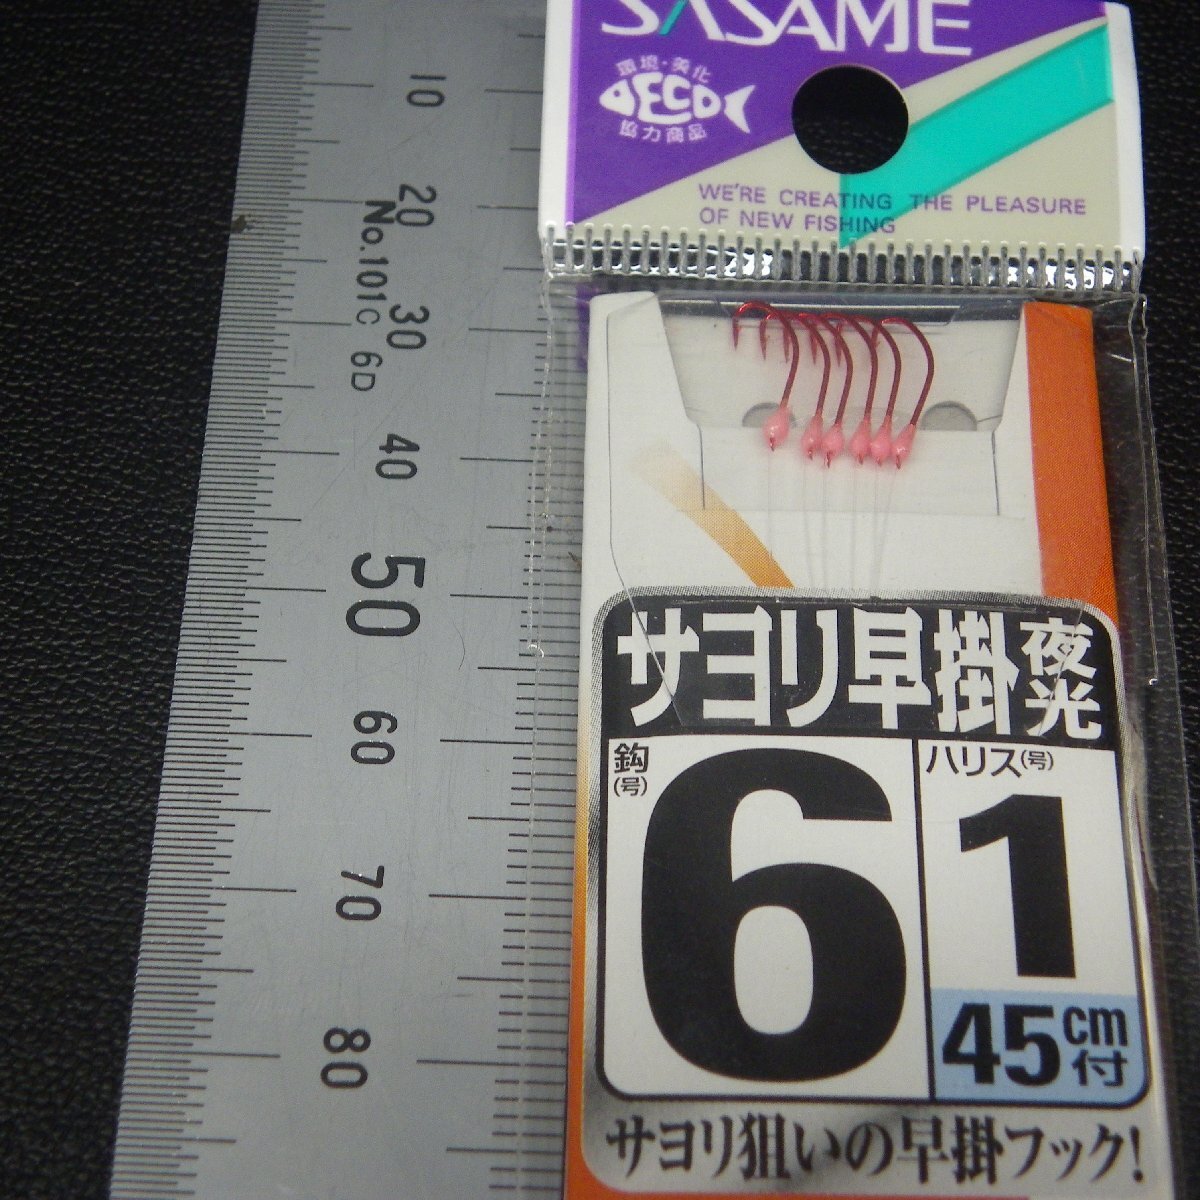 SASAME
環境・美化
ECO
協力商品
WE'RE CREATING THE PLEASURE
OF NEW FISHING
サヨリ早掛夜光
鈎(号)
6
ハリス(号)
1
45cm付
サヨリ狙いの早掛フック!
10
20
No.101C 6D
30
40
50
60
70
80